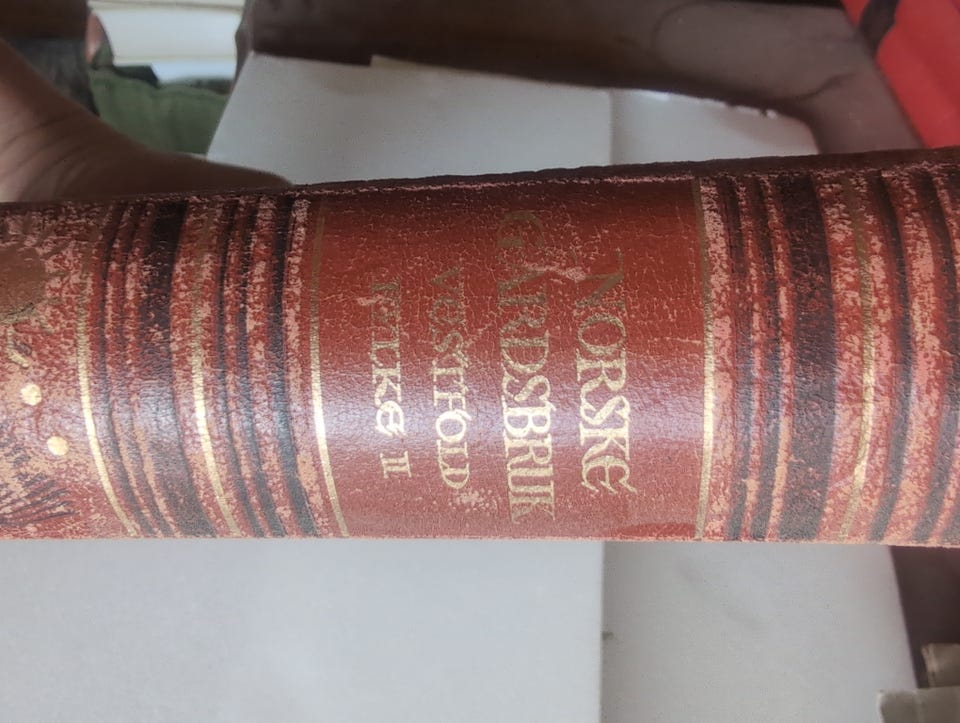 NORSKE
GARDSBRUK
VESTFOLD
FYLKE II